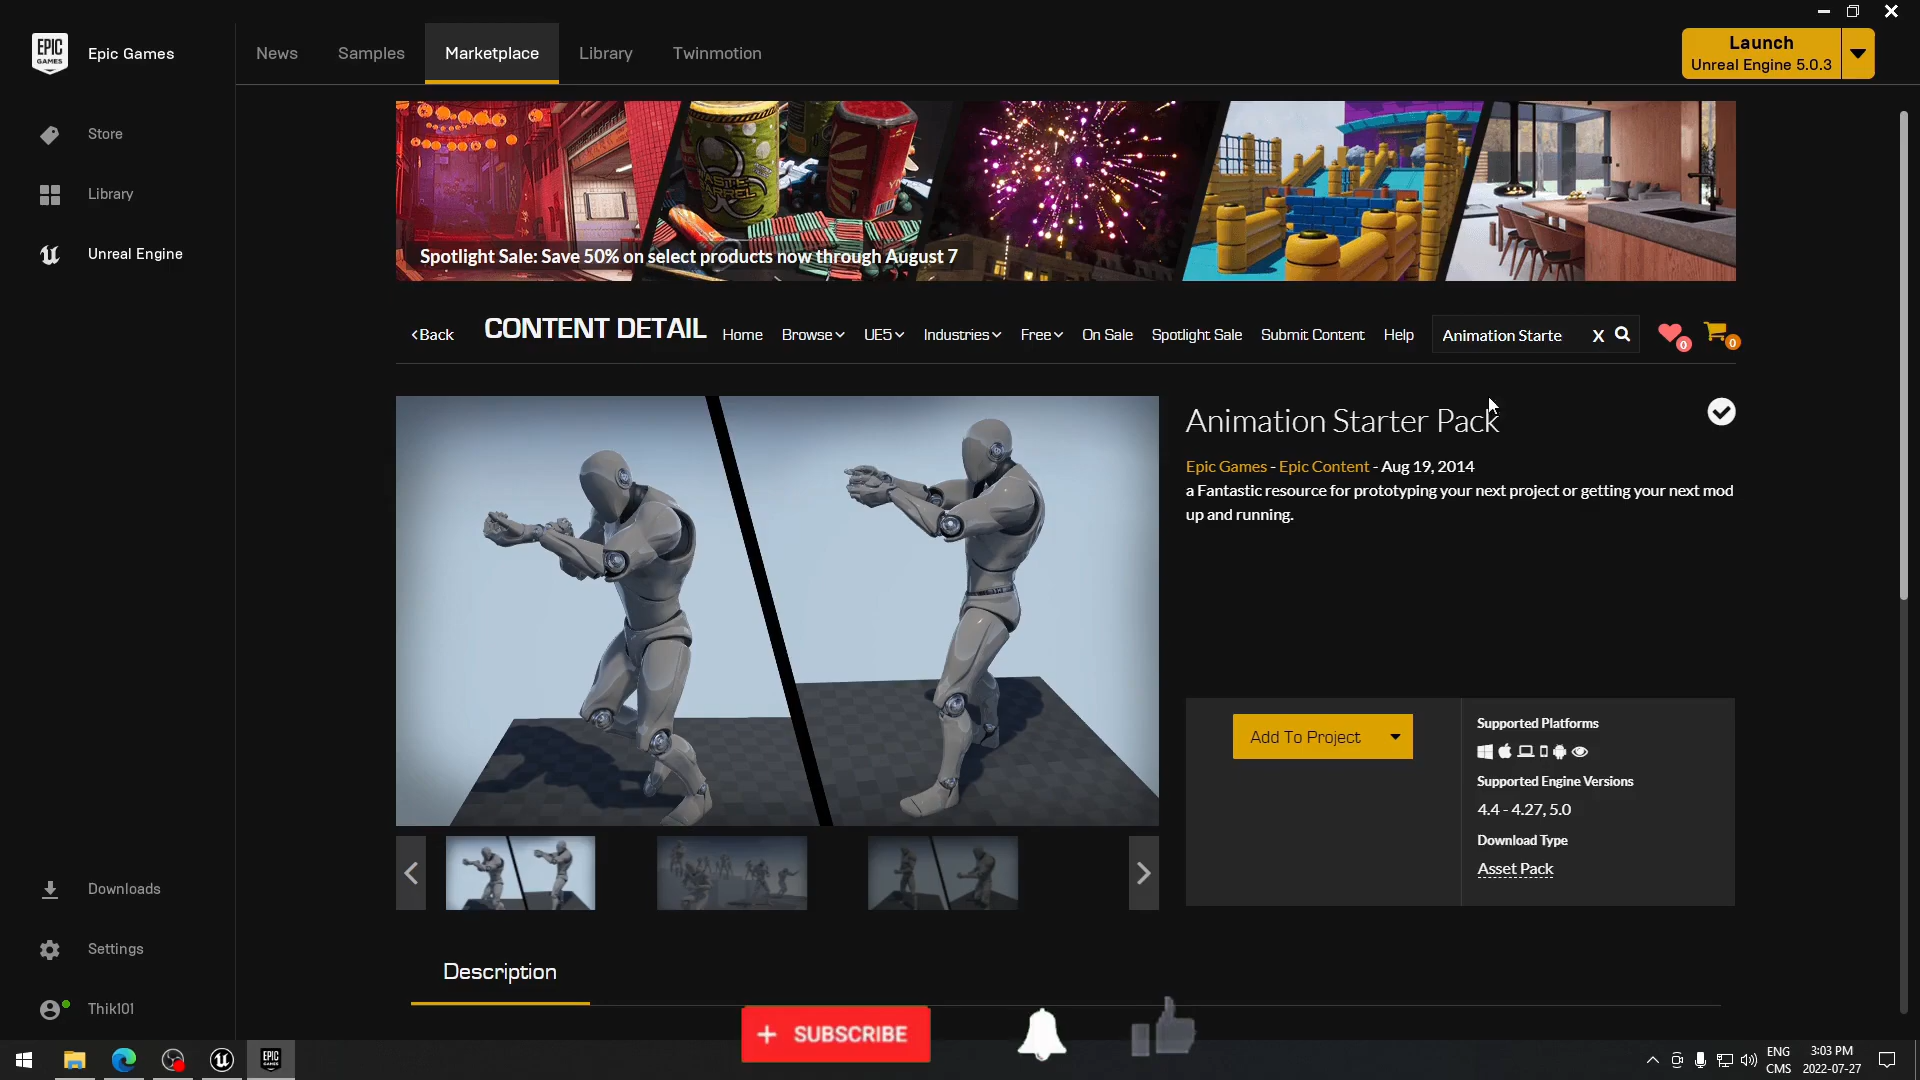 EPIC
GAMES
Epic Games
News
Samples
Marketplace
Library
Twinmotion
Launch
Unreal Engine 5.0.3
Store
Library
Unreal Engine
Spotlight Sale: Save 50% on select products now through August 7
<Back
CONTENT DETAIL
Home
Browse
UE5
Industries
Free
On Sale
Spotlight Sale
Submit Content
Help
Animation Starte
X
0
0
Animation Starter Pack
Epic Games - Epic Content - Aug 19, 2014
a Fantastic resource for prototyping your next project or getting your next mod
up and running.
Add To Project
Supported Platforms
Supported Engine Versions
4.4 - 4.27, 5.0
Download Type
Asset Pack
Downloads
Settings
Thik101
Description
+ SUBSCRIBE
EPIC
GAMES
ENG
CMS
3:03 PM
2022-07-27